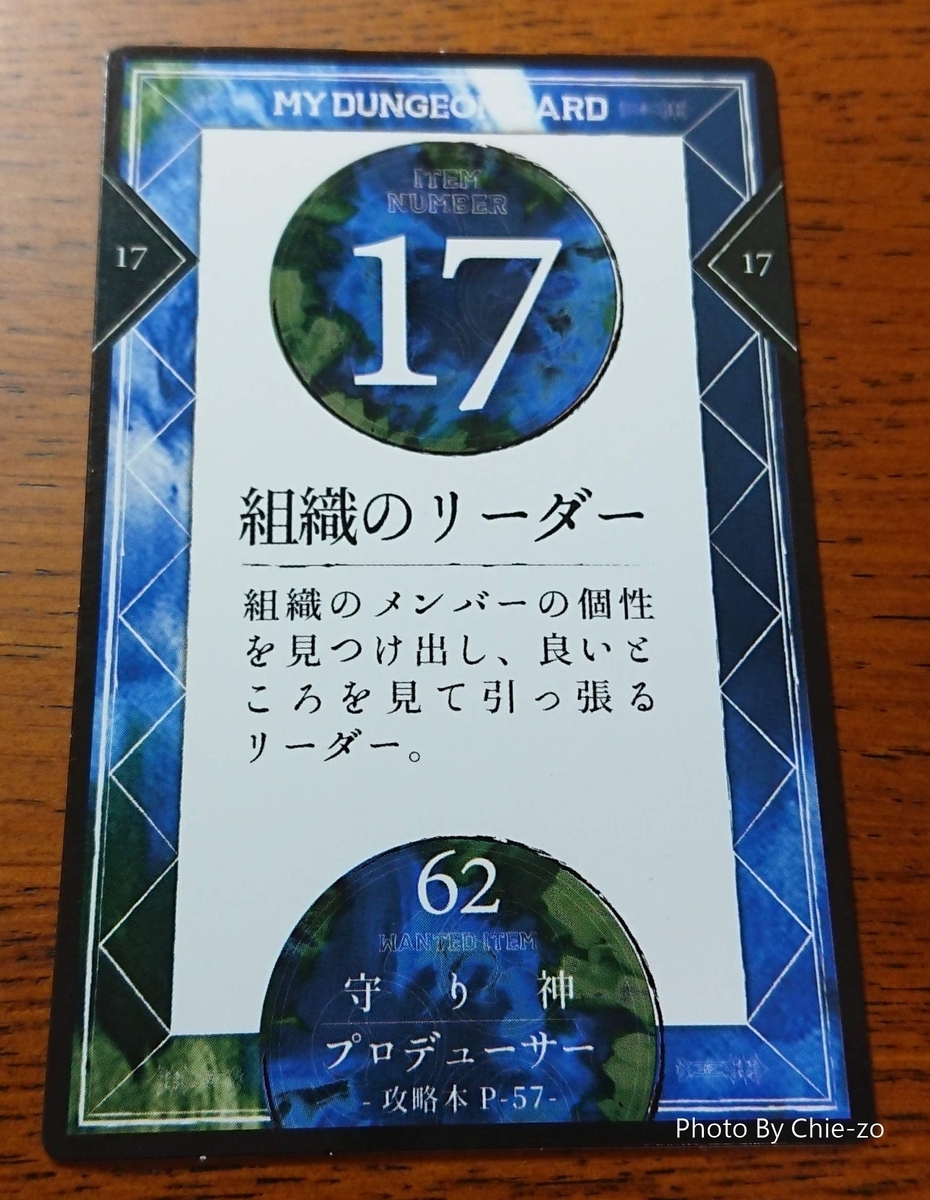 MY DUNGEON CARD
ITEM
NUMBER
17
17
17
組織のリーダー
組織のメンバーの個性
を見つけ出し、良いと
ころを見て引っ張る
リーダー。
62
WANTED ITEM
守り神
プロデューサー
- 攻略本 P-57-
Photo By Chie-zo